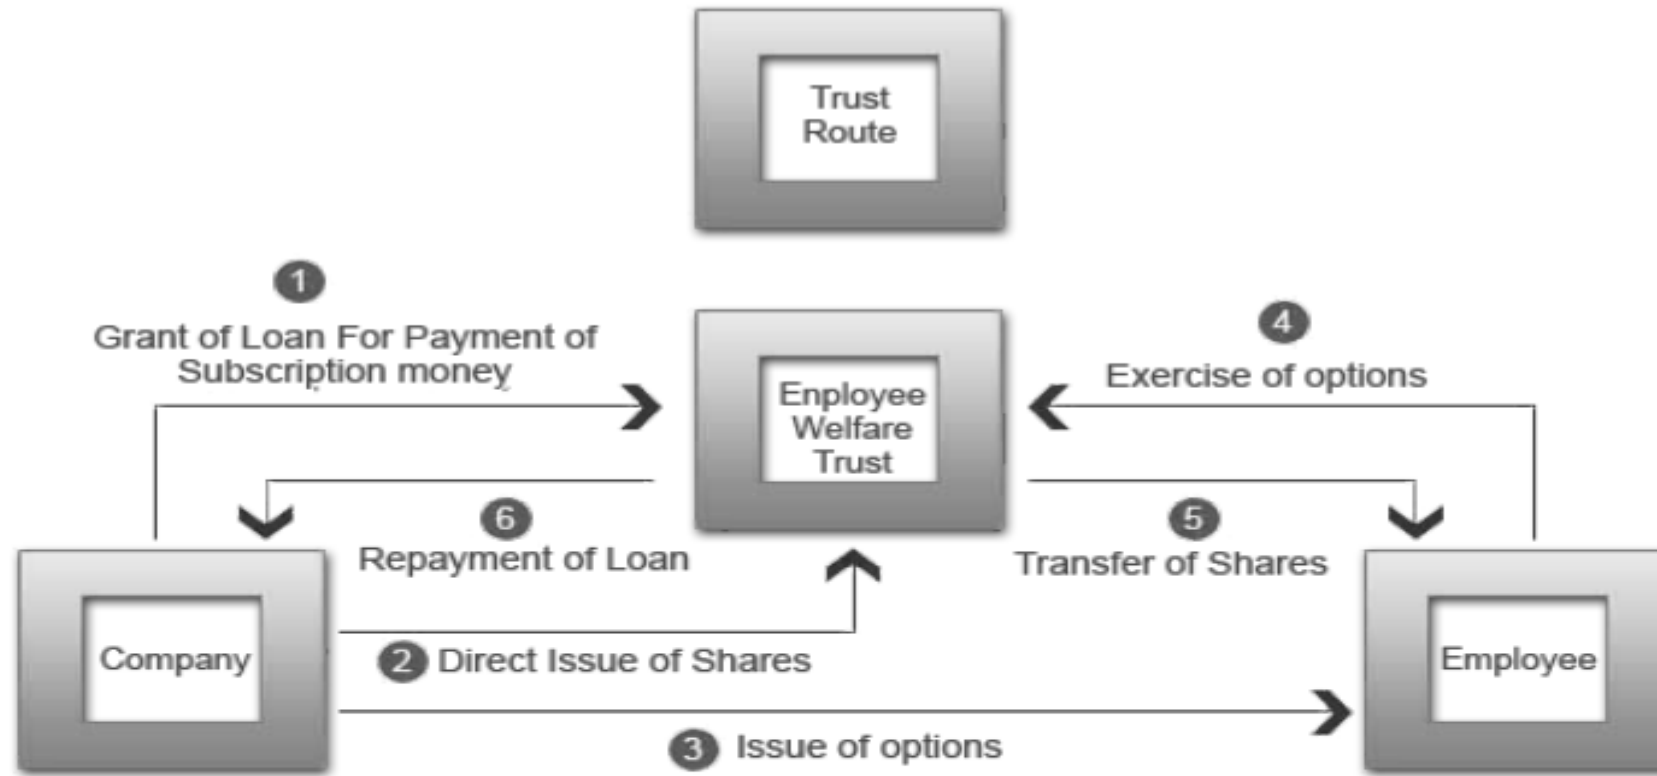 Trust
Route
1
Grant of Loan For Payment of
Subscription money
4
Exercise of options
Enployee
Welfare
Trust
6
Repayment of Loan
5
Transfer of Shares
Company
2 Direct Issue of Shares
Employee
3 Issue of options